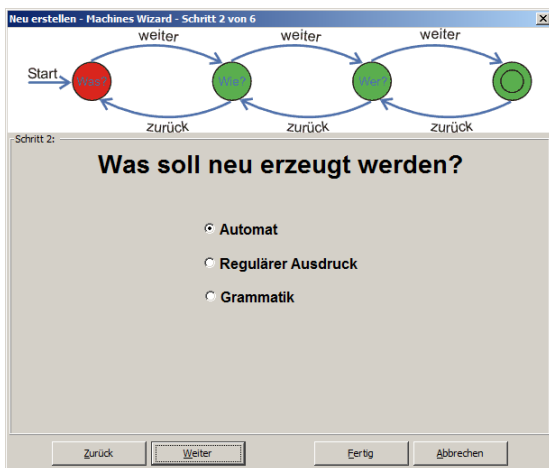 Neu erstellen - Machines Wizard - Schritt 2 von 6
weiter weiter weiter
Start
Was? Wie? Wer?
zurück zurück zurück
Schritt 2:
Was soll neu erzeugt werden?
Automat
Regulärer Ausdruck
Grammatik
Zurück Weiter Fertig Abbrechen